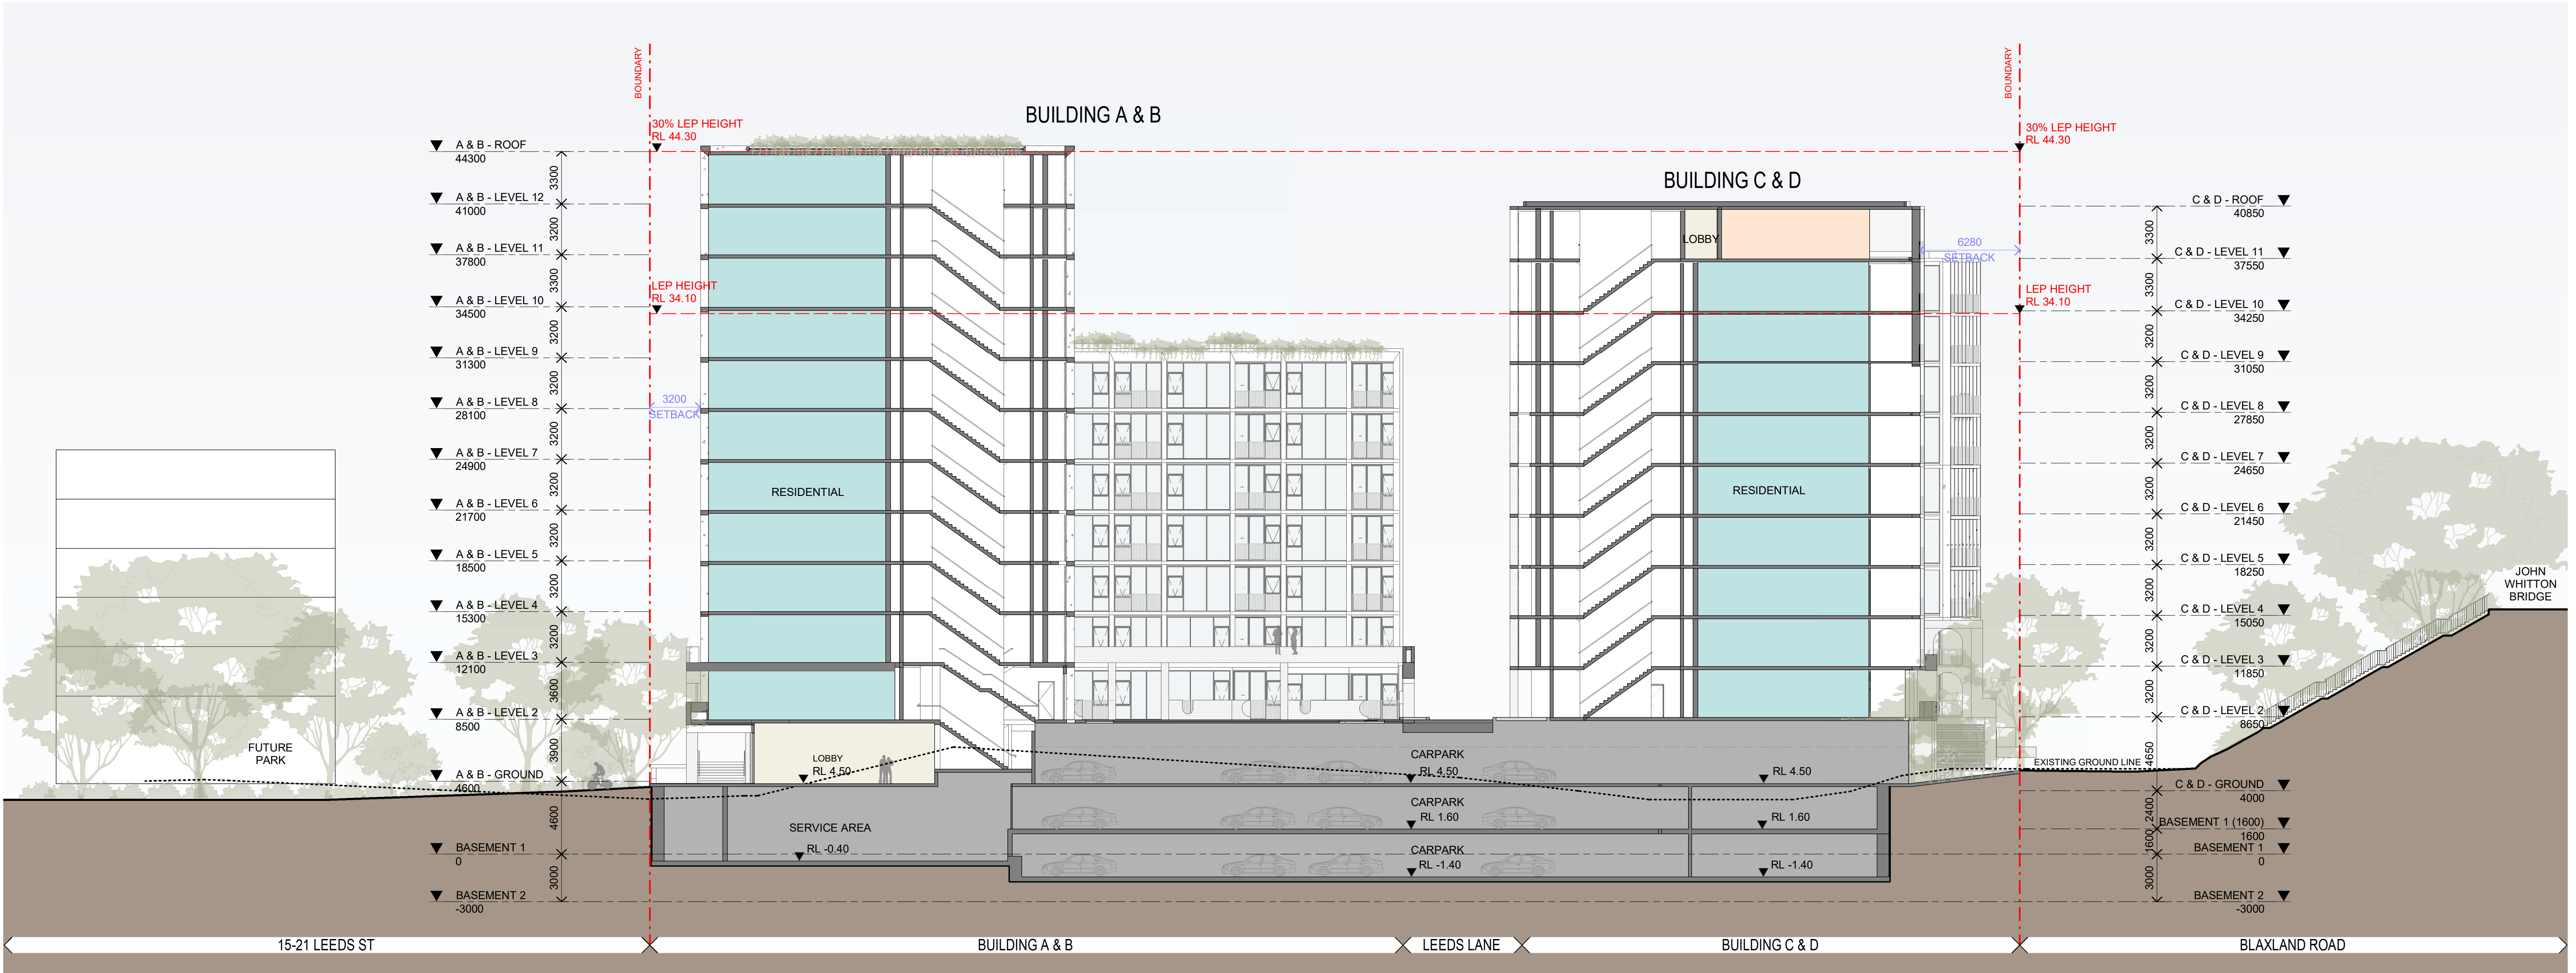 BUILDING A & B
BUILDING C & D
BOUNDARY
BOUNDARY
30% LEP HEIGHT
RL 44.30
LEP HEIGHT
RL 34.10
30% LEP HEIGHT
RL 44.30
LEP HEIGHT
RL 34.10
A & B - ROOF
44300
3300
A & B - LEVEL 12
41000
3200
A & B - LEVEL 11
37800
3300
A & B - LEVEL 10
34500
3200
A & B - LEVEL 9
31300
3200
A & B - LEVEL 8
28100
3200
A & B - LEVEL 7
24900
3200
A & B - LEVEL 6
21700
3200
A & B - LEVEL 5
18500
3200
A & B - LEVEL 4
15300
3200
A & B - LEVEL 3
12100
3600
A & B - LEVEL 2
8500
3900
A & B - GROUND
4600
4600
BASEMENT 1
0
3000
BASEMENT 2
-3000
3200
SETBACK
FUTURE
PARK
RESIDENTIAL
LOBBY
RL 4.50
SERVICE AREA
RL -0.40
CARPARK
RL 4.50
RL 4.50
CARPARK
RL 1.60
RL 1.60
CARPARK
RL -1.40
RL -1.40
LOBBY
RESIDENTIAL
6280
SETBACK
C & D - ROOF
40850
3300
C & D - LEVEL 11
37550
3300
C & D - LEVEL 10
34250
3200
C & D - LEVEL 9
31050
3200
C & D - LEVEL 8
27850
3200
C & D - LEVEL 7
24650
3200
C & D - LEVEL 6
21450
3200
C & D - LEVEL 5
18250
3200
C & D - LEVEL 4
15050
3200
C & D - LEVEL 3
11850
3200
C & D - LEVEL 2
8650
4650
EXISTING GROUND LINE
C & D - GROUND
4000
2400
BASEMENT 1 (1600)
1600
1600
BASEMENT 1
0
3000
BASEMENT 2
-3000
JOHN
WHITTON
BRIDGE
15-21 LEEDS ST
BUILDING A & B
LEEDS LANE
BUILDING C & D
BLAXLAND ROAD